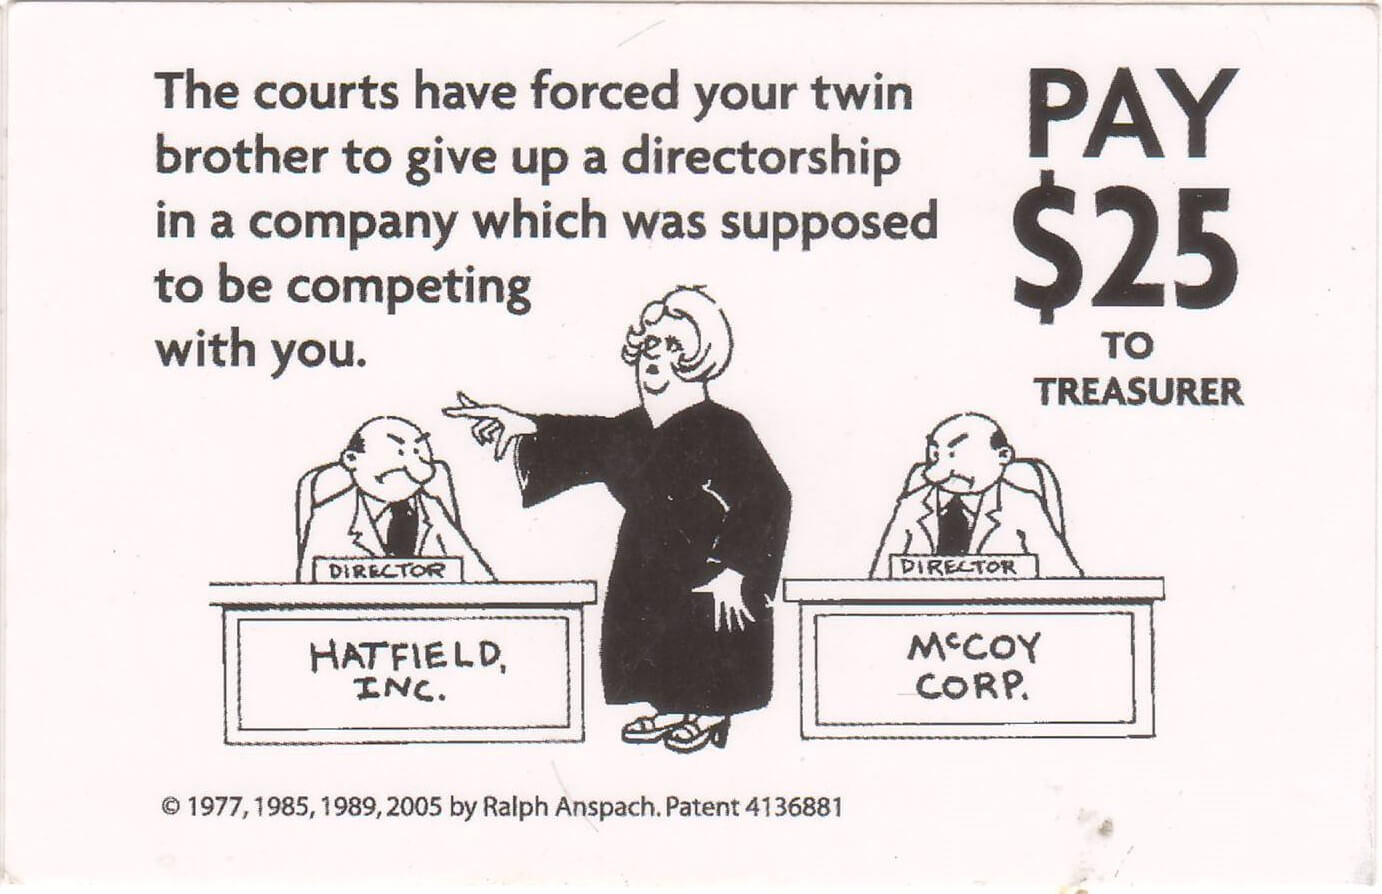 The courts have forced your twin
brother to give up a directorship
in a company which was supposed
to be competing
with you.
PAY
$25
TO
TREASURER
DIRECTOR
HATFIELD,
INC.
DIRECTOR
McCOY
CORP.
© 1977, 1985, 1989, 2005 by Ralph Anspach. Patent 4136881